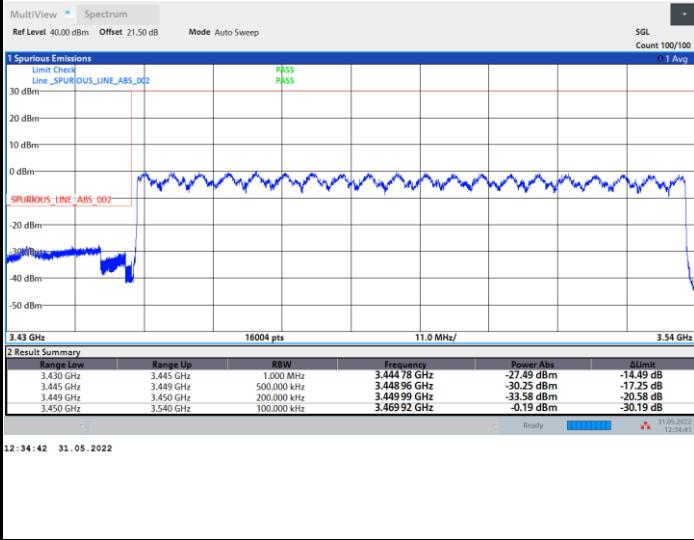 MultiView Spectrum
Ref Level 40.00 dBm Offset 21.50 dB Mode Auto Sweep SGL
Count 100/100
1 Spurious Emissions 1 Avg
Limit Check PASS
Line _SPURIOUS_LINE_ABS_002 PASS
30 dBm
20 dBm
10 dBm
0 dBm
_SPURIOUS_LINE_ABS_002
-20 dBm
-30 dBm
-40 dBm
-50 dBm
3.43 GHz 16004 pts 11.0 MHz/ 3.54 GHz
2 Result Summary
Range Low Range Up RBW Frequency Power Abs ΔLimit
3.430 GHz 3.445 GHz 1.000 MHz 3.444 78 GHz -27.49 dBm -14.49 dB
3.445 GHz 3.449 GHz 500.000 kHz 3.448 96 GHz -30.25 dBm -17.25 dB
3.449 GHz 3.450 GHz 200.000 kHz 3.449 99 GHz -33.58 dBm -20.58 dB
3.450 GHz 3.540 GHz 100.000 kHz 3.469 92 GHz -0.19 dBm -30.19 dB
Ready 31.05.2022
12:34:41
12:34:42 31.05.2022